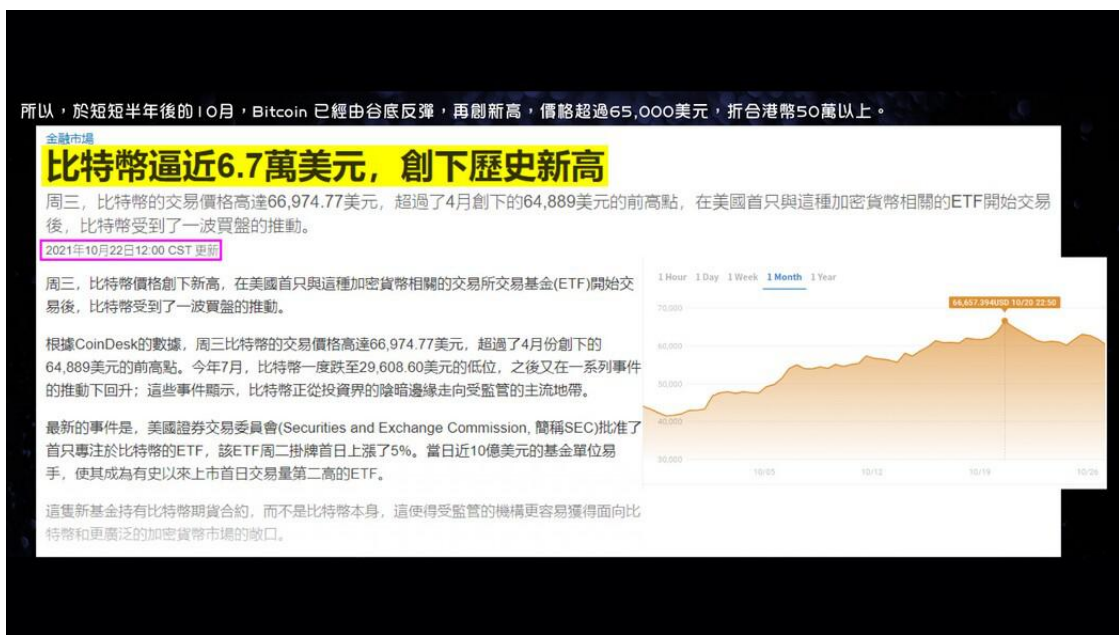 所以，於短短半年後的10月，Bitcoin 已經由谷底反彈，再創新高，價格超過65,000美元，折合港幣50萬以上。
金融市場
比特幣逼近6.7萬美元，創下歷史新高
周三，比特幣的交易價格高達66,974.77美元，超過了4月創下的64,889美元的前高點，在美國首只與這種加密貨幣相關的ETF開始交易
後，比特幣受到了一波買盤的推動。
2021年10月22日12:00 CST 更新
周三，比特幣價格創下新高，在美國首只與這種加密貨幣相關的交易所交易基金(ETF)開始交
易後，比特幣受到了一波買盤的推動。
根據CoinDesk的數據，周三比特幣的交易價格高達66,974.77美元，超過了4月份創下的
64,889美元的前高點。今年7月，比特幣一度跌至29,608.60美元的低位，之後又在一系列事件
的推動下回升；這些事件顯示，比特幣正從投資界的陰暗邊緣走向受監管的主流地帶。
最新的事件是，美國證券交易委員會(Securities and Exchange Commission, 簡稱SEC)批准了
首只專注於比特幣的ETF，該ETF周二掛牌首日上漲了5%。當日近10億美元的基金單位易
手，使其成為有史以來上市首日交易量第二高的ETF。
這隻新基金持有比特幣期貨合約，而不是比特幣本身，這使得受監管的機構更容易獲得面向比
特幣和更廣泛的加密貨幣市場的敞口。
1 Hour 1 Day 1 Week 1 Month 1 Year
66,657.394USD 10/20 22:50
70,000
60,000
50,000
40,000
30,000
10/05 10/12 10/19 10/26